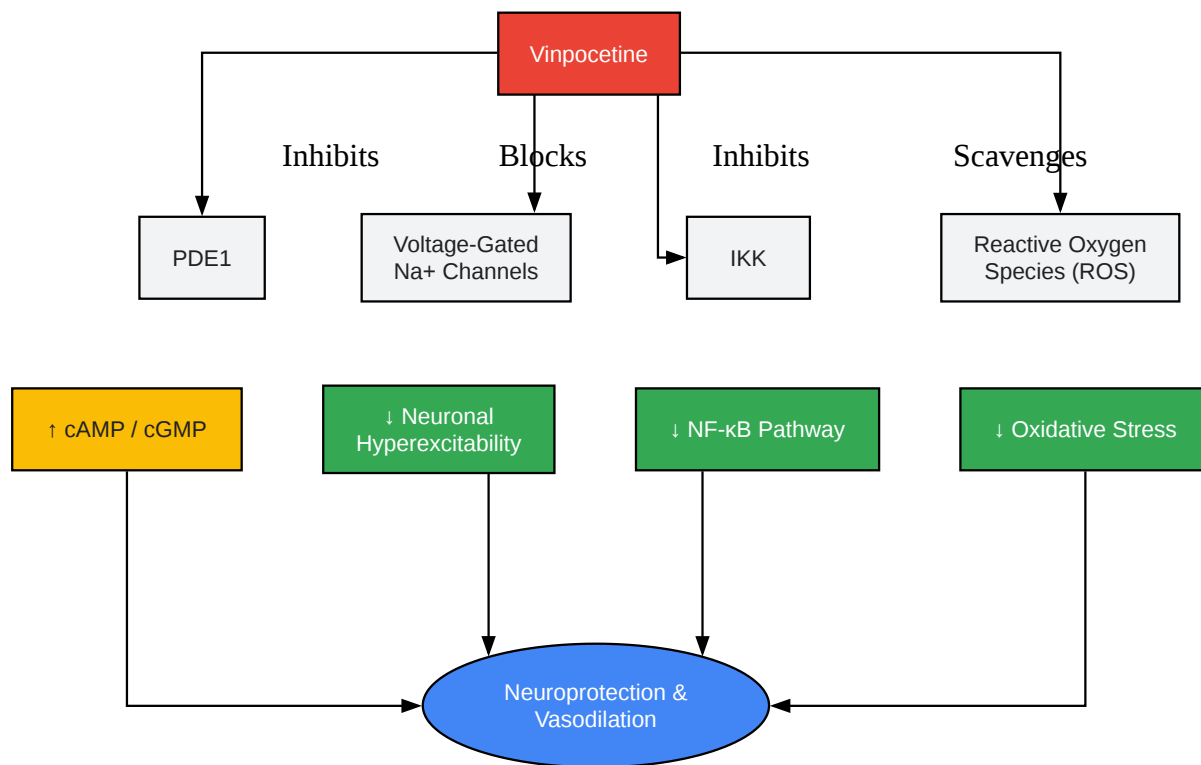 Vinpocetine
Inhibits
Blocks
Inhibits
Scavenges
PDE1
Voltage-Gated
Na+ Channels
IKK
Reactive Oxygen
Species (ROS)
↑ cAMP / cGMP
↓ Neuronal
Hyperexcitability
↓ NF-κB Pathway
↓ Oxidative Stress
Neuroprotection &
Vasodilation